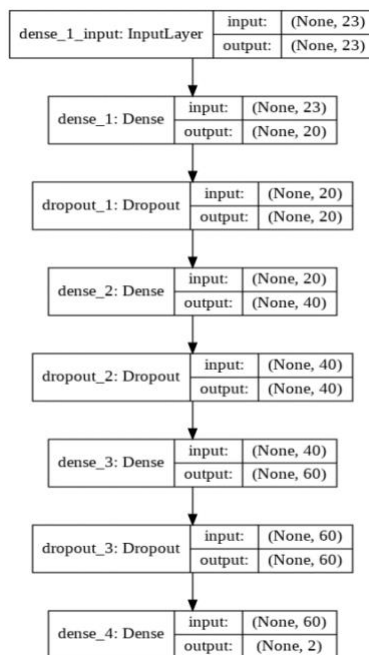 dense_1_input: InputLayer input: (None, 23)
output: (None, 23)
dense_1: Dense input: (None, 23)
output: (None, 20)
dropout_1: Dropout input: (None, 20)
output: (None, 20)
dense_2: Dense input: (None, 20)
output: (None, 40)
dropout_2: Dropout input: (None, 40)
output: (None, 40)
dense_3: Dense input: (None, 40)
output: (None, 60)
dropout_3: Dropout input: (None, 60)
output: (None, 60)
dense_4: Dense input: (None, 60)
output: (None, 2)